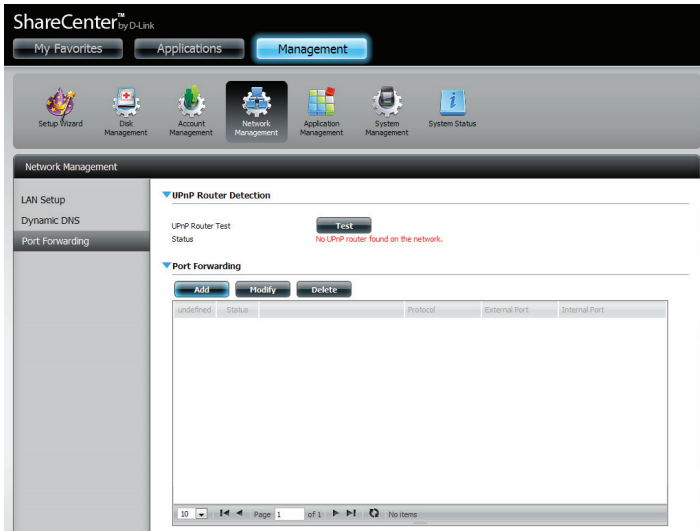 ShareCenter™ by D-Link
My Favorites Applications Management
Setup Wizard Disk Management Account Management Network Management Application Management System Management System Status
Network Management
LAN Setup
Dynamic DNS
Port Forwarding
UPnP Router Detection
UPnP Router Test Test
Status No UPnP router found on the network.
Port Forwarding
Add Modify Delete
undefined Status Protocol External Port Internal Port
10 Page 1 of 1 No items